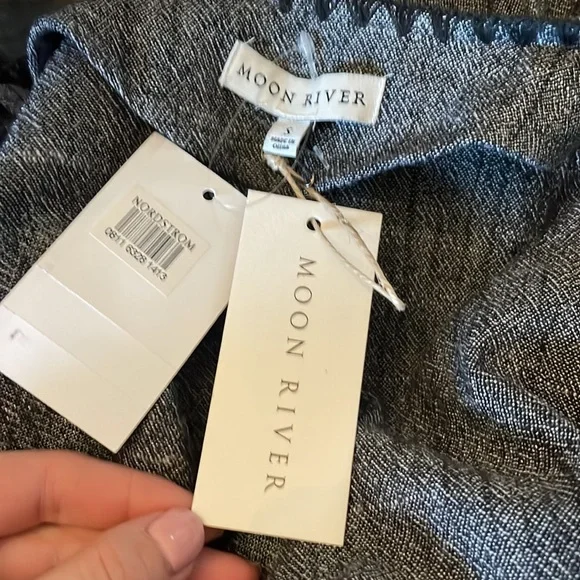 MOON RIVER
S
MADE IN
CHINA
NORDSTROM
0811 6328 1413
MOON RIVER